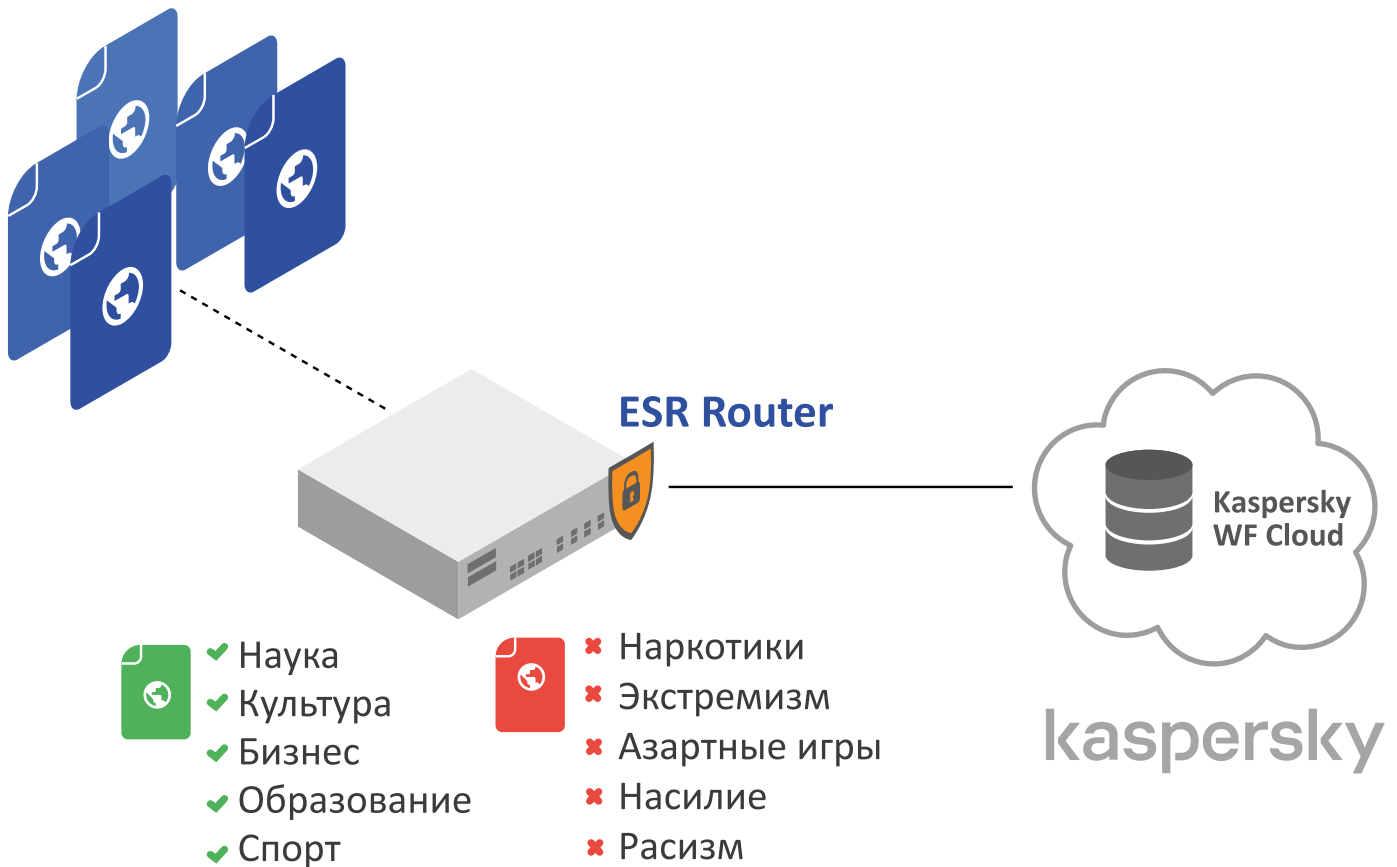 ESR Router
Kaspersky
WF Cloud
Наука
Культура
Бизнес
Образование
Спорт
Наркотики
Экстремизм
Азартные игры
Насилие
Расизм
kaspersky